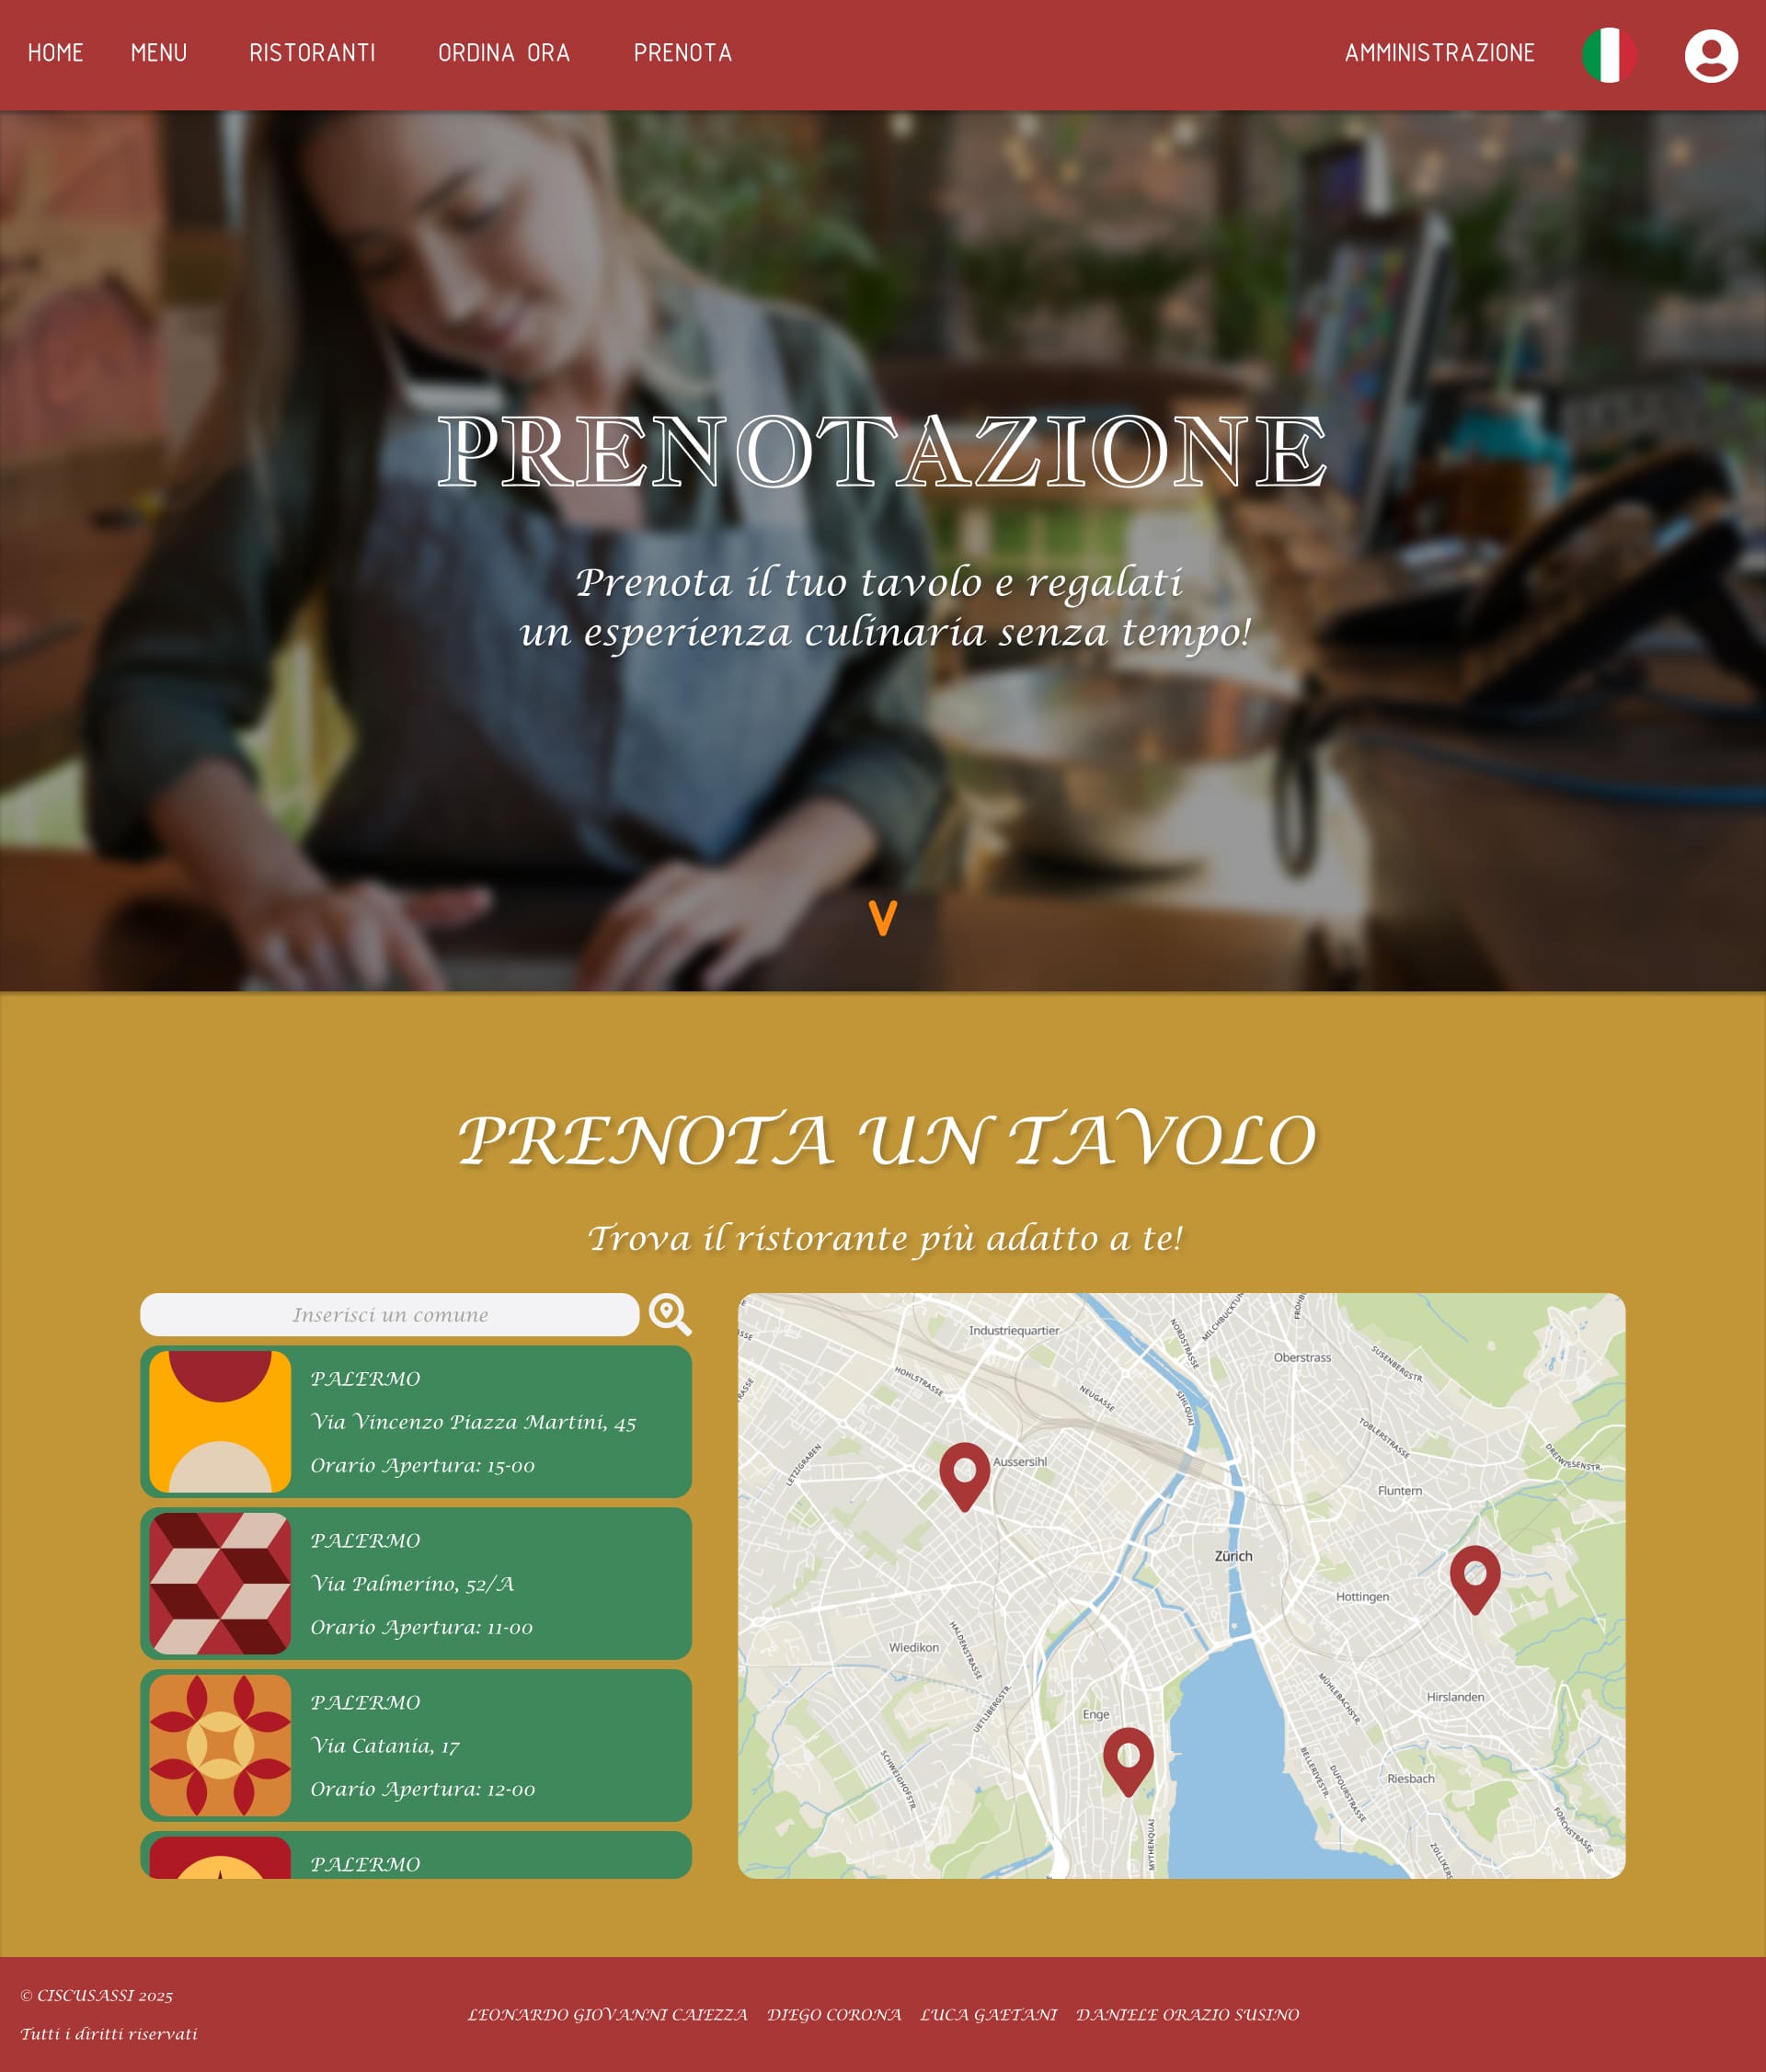 HOME MENU RISTORANTI ORDINA ORA PRENOTA AMMINISTRAZIONE
PRENOTAZIONE
Prenota il tuo tavolo e regalati
un esperienza culinaria senza tempo!
V
PRENOTA UN TAVOLO
Trova il ristorante più adatto a te!
Inserisci un comune
PALERMO
Via Vincenzo Piazza Martini, 45
Orario Apertura: 15-00
PALERMO
Via Palmerino, 52/A
Orario Apertura: 11-00
PALERMO
Via Catania, 17
Orario Apertura: 12-00
PALERMO
Industriequartier
NORDSTRASSE
Oberstrasse
SUSENBERGSTR.
HOHLSTRASSE
NEUGASSE
SIHLQUAI
TOBLERSTRASSE
LETZIGRABEN
Aussersihl
Fluntern
Zürich
Hottingen
Wiedikon
HALDENSTRASSE
UETLIBERGSTR.
Enge
MÜHLEBACHSTR.
Hirslanden
SCHWEIGHOFSTR.
BELLERIVESTR.
DUFOURSTRASSE
Riesbach
FORCHSTRASSE
MYTHENQUAI
© CISCUSASSI 2025
Tutti i diritti riservati
LEONARDO GIOVANNI CAIEZZA DIEGO CORONA LUCA GAETANI DANIELE ORAZIO SUSINO